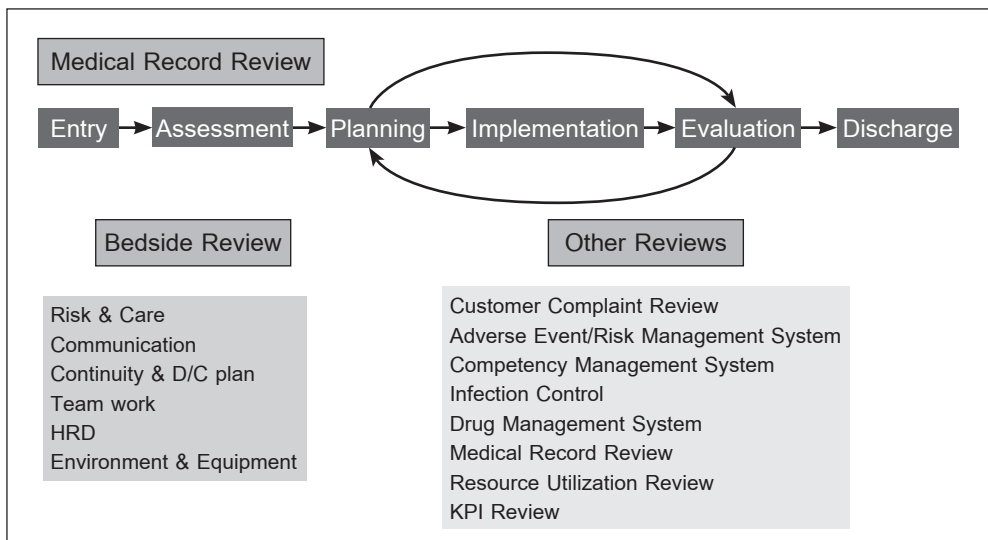 Medical Record Review
Entry Assessment Planning Implementation Evaluation Discharge
Bedside Review
Risk & Care
Communication
Continuity & D/C plan
Team work
HRD
Environment & Equipment
Other Reviews
Customer Complaint Review
Adverse Event/Risk Management System
Competency Management System
Infection Control
Drug Management System
Medical Record Review
Resource Utilization Review
KPI Review